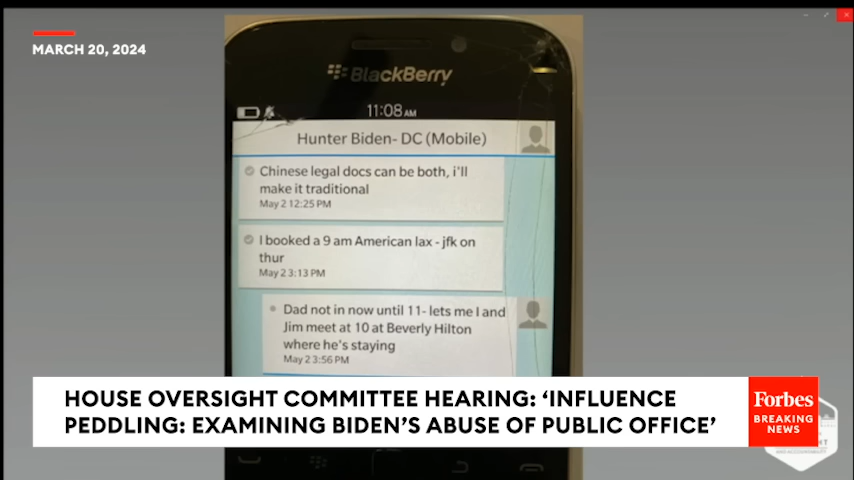 MARCH 20, 2024
BlackBerry
11:08 AM
Hunter Biden- DC (Mobile)
Chinese legal docs can be both, i'll
make it traditional
May 2 12:25 PM
I booked a 9 am American lax - jfk on
thur
May 2 3:13 PM
Dad not in now until 11- lets me I and
Jim meet at 10 at Beverly Hilton
where he's staying
May 2 3:56 PM
HOUSE OVERSIGHT COMMITTEE HEARING: ‘INFLUENCE
PEDDLING: EXAMINING BIDEN’S ABUSE OF PUBLIC OFFICE’
Forbes
BREAKING
NEWS